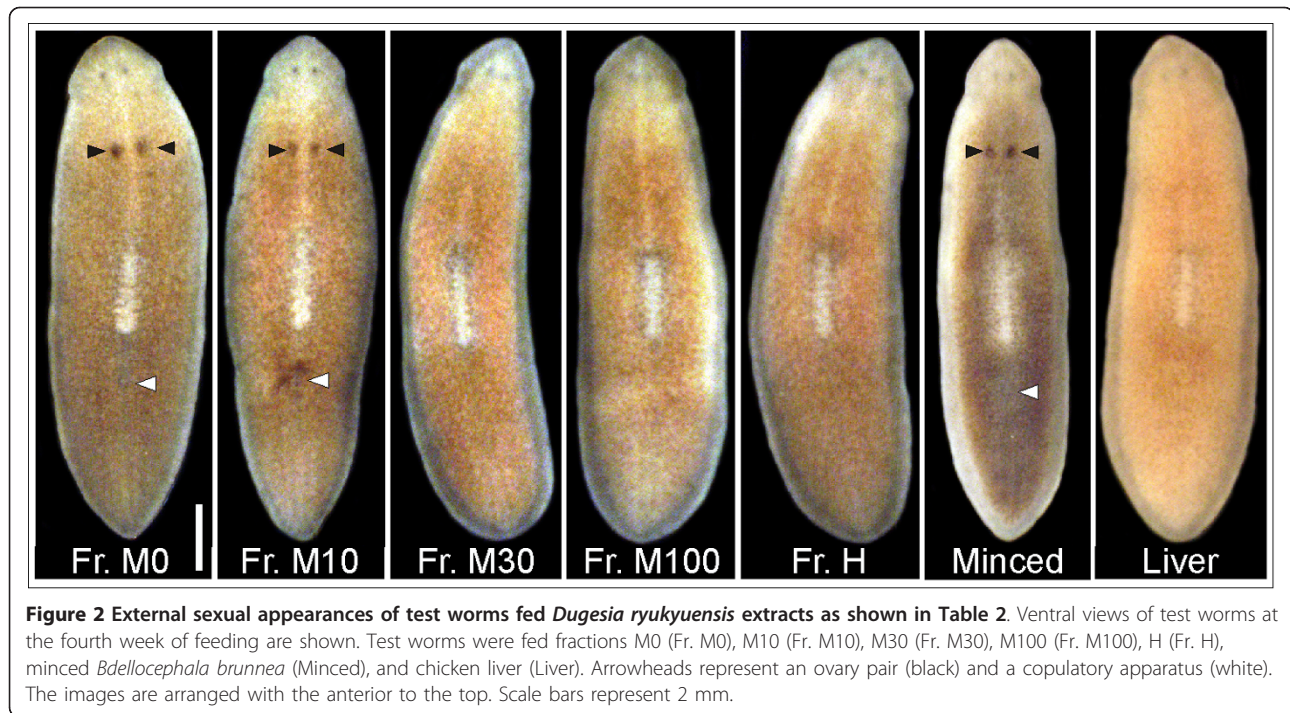 Fr. M0 Fr. M10 Fr. M30 Fr. M100 Fr. H Minced Liver
Figure 2 External sexual appearances of test worms fed Dugesia ryukyuensis extracts as shown in Table 2. Ventral views of test worms at
the fourth week of feeding are shown. Test worms were fed fractions M0 (Fr. M0), M10 (Fr. M10), M30 (Fr. M30), M100 (Fr. M100), H (Fr. H),
minced Bdellocephala brunnea (Minced), and chicken liver (Liver). Arrowheads represent an ovary pair (black) and a copulatory apparatus (white).
The images are arranged with the anterior to the top. Scale bars represent 2 mm.